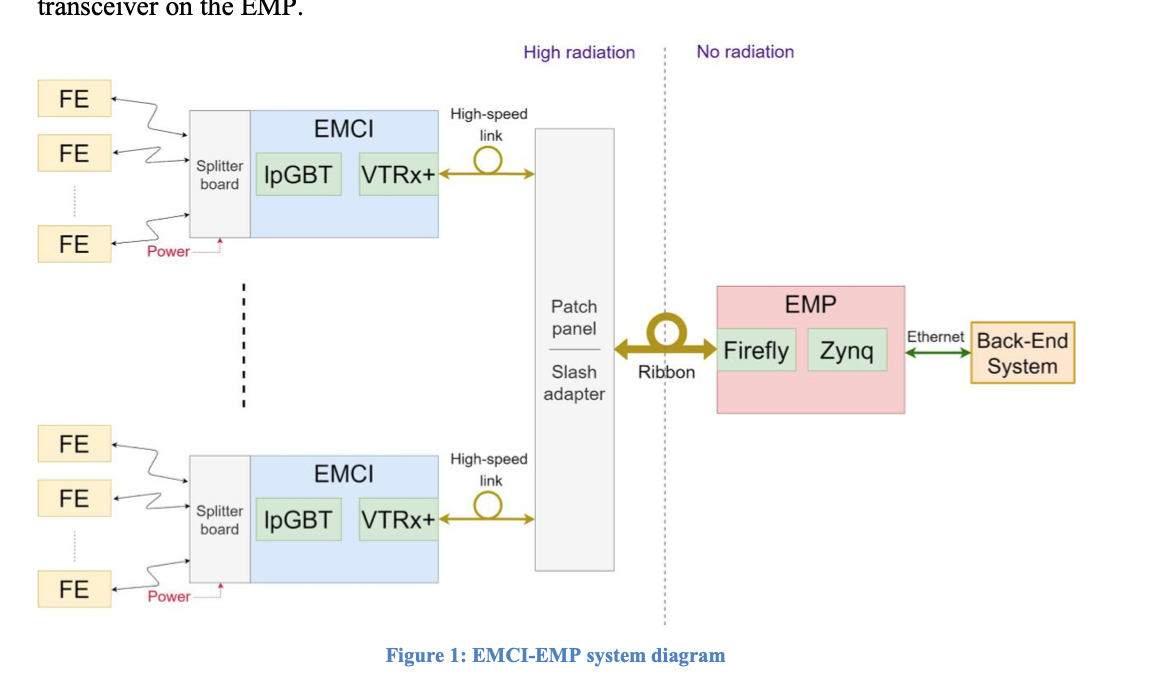 transceiver on the EMP.
High radiation
No radiation
FE
FE
FE
Splitter
board
Power
EMCI
lpGBT
VTRx+
High-speed
link
Patch
panel
Slash
adapter
Ribbon
EMP
Firefly
Zynq
Ethernet
Back-End
System
FE
FE
FE
Splitter
board
Power
EMCI
lpGBT
VTRx+
High-speed
link
Figure 1: EMCI-EMP system diagram